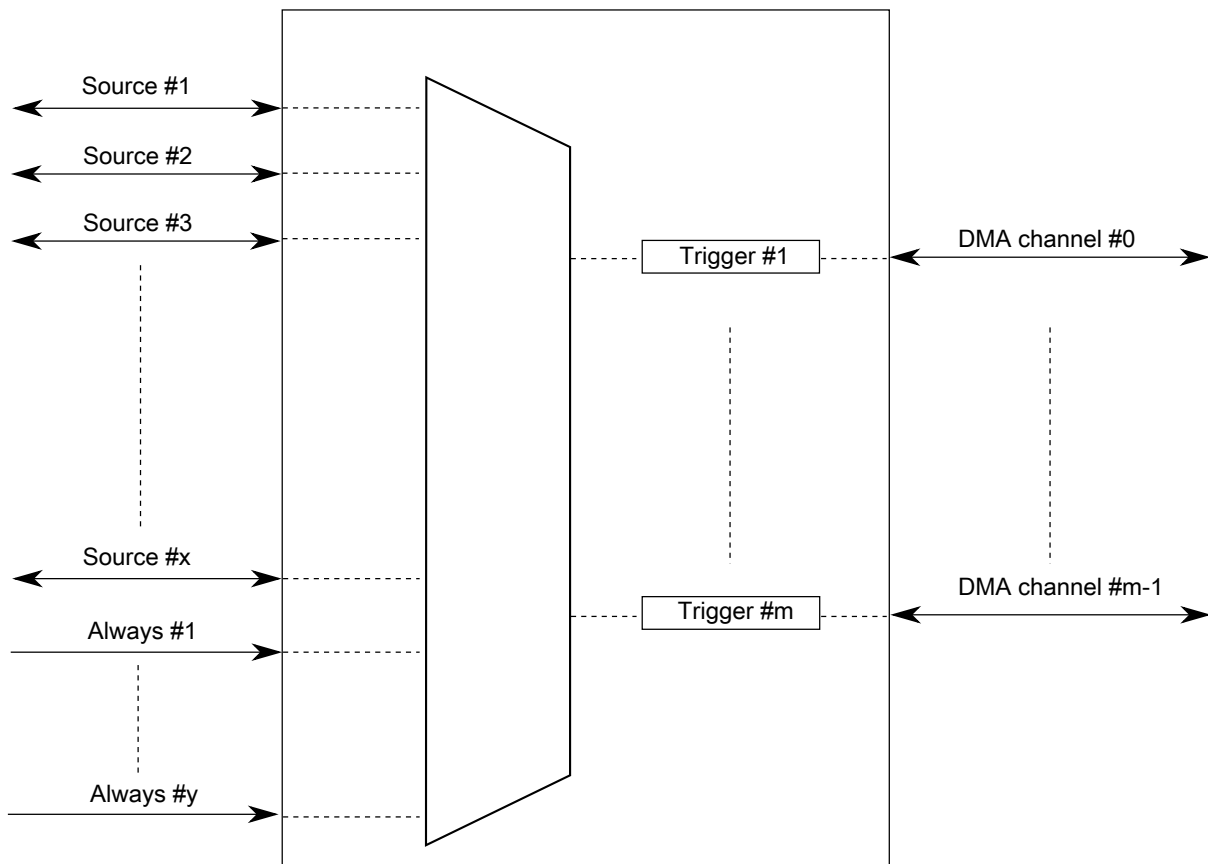 Source #1
Source #2
Source #3
Source #x
Always #1
Always #y
Trigger #1
Trigger #m
DMA channel #0
DMA channel #m-1